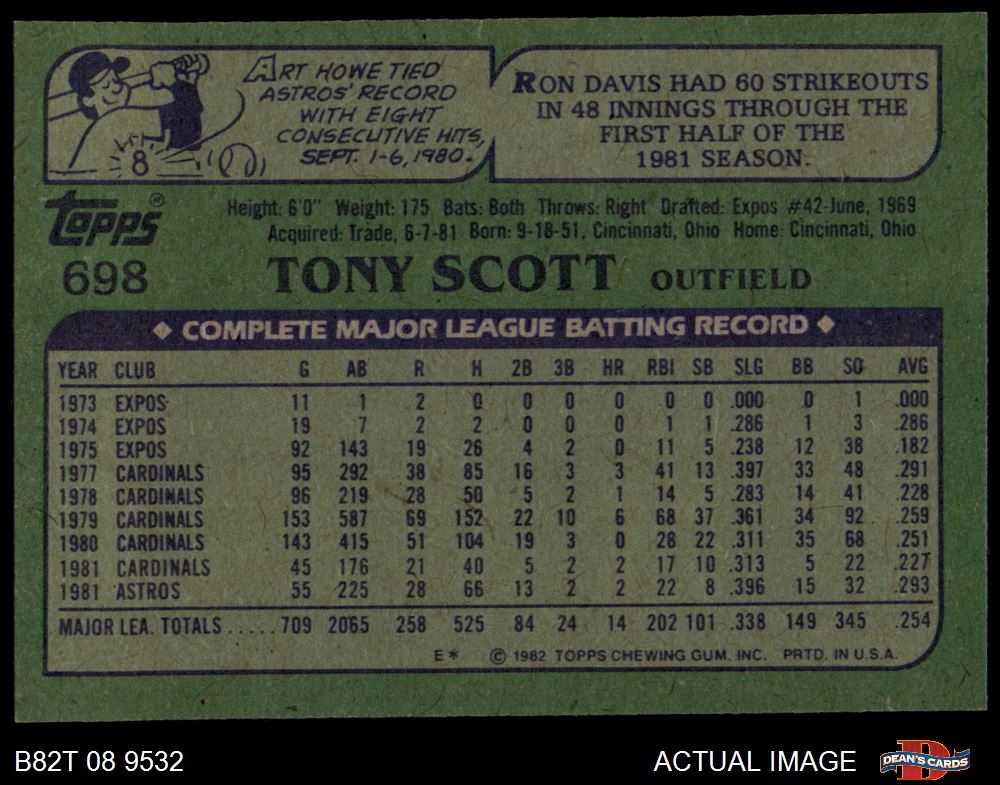 ART HOWE TIED
ASTROS' RECORD
WITH EIGHT
CONSECUTIVE HITS,
SEPT. 1-6, 1980.
8
RON DAVIS HAD 60 STRIKEOUTS
IN 48 INNINGS THROUGH THE
FIRST HALF OF THE
1981 SEASON.
Topps®
Height: 6'0" Weight: 175 Bats: Both Throws: Right Drafted: Expos #42-June, 1969
Acquired: Trade, 6-7-81 Born: 9-18-51, Cincinnati, Ohio Home: Cincinnati, Ohio
698 TONY SCOTT OUTFIELD
◆ COMPLETE MAJOR LEAGUE BATTING RECORD ◆
YEAR CLUB G AB R H 2B 3B HR RBI SB SLG BB SO AVG
1973 EXPOS 11 1 2 0 0 0 0 0 0 .000 0 1 .000
1974 EXPOS 19 7 2 2 0 0 0 1 1 .286 1 3 .286
1975 EXPOS 92 143 19 26 4 2 0 11 5 .238 12 38 .182
1977 CARDINALS 95 292 38 85 16 3 3 41 13 .397 33 48 .291
1978 CARDINALS 96 219 28 50 5 2 1 14 5 .283 14 41 .228
1979 CARDINALS 153 587 69 152 22 10 6 68 37 .361 34 92 .259
1980 CARDINALS 143 415 51 104 19 3 0 28 22 .311 35 68 .251
1981 CARDINALS 45 176 21 40 5 2 2 17 10 .313 5 22 .227
1981 ASTROS 55 225 28 66 13 2 2 22 8 .396 15 32 .293
MAJOR LEA. TOTALS.....709 2065 258 525 84 24 14 202 101 .338 149 345 .254
E* © 1982 TOPPS CHEWING GUM, INC. PRTD. IN U.S.A.
B82T 08 9532 ACTUAL IMAGE DEAN'S CARDS